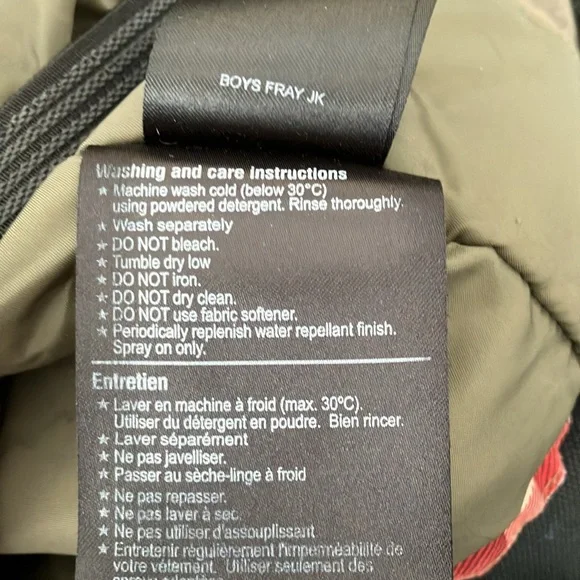 BOYS FRAY JK
Washing and care instructions
★ Machine wash cold (below 30°C)
using powdered detergent. Rinse thoroughly.
★ Wash separately
★ DO NOT bleach.
★ Tumble dry low
★ DO NOT iron.
★ DO NOT dry clean.
★ DO NOT use fabric softener.
★ Periodically replenish water repellant finish.
Spray on only.
Entretien
★ Laver en machine à froid (max. 30ºC).
Utiliser du détergent en poudre. Bien rincer.
★ Laver séparément
★ Ne pas javelliser.
★ Passer au sèche-linge à froid
★ Ne pas repasser.
★ Ne pas laver à sec.
★ Ne pas utiliser d'assouplissant
★ Entretenir régulièrement l'imperméabilité de
votre vêtement. Utiliser seulement des